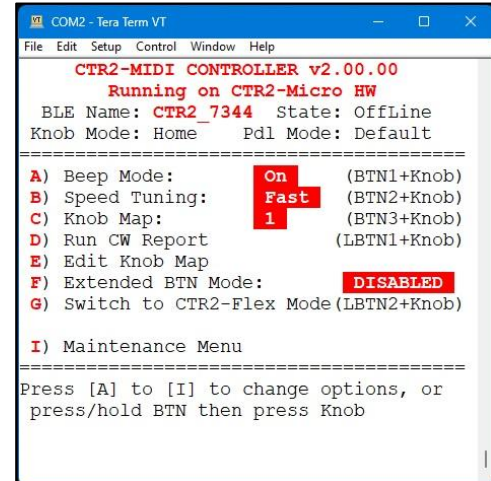 COM2 - Tera Term VT
File Edit Setup Control Window Help
CTR2-MIDI CONTROLLER v2.00.00
Running on CTR2-Micro HW
BLE Name: CTR2_7344 State: OffLine
Knob Mode: Home Pdl Mode: Default
==========================================
A) Beep Mode: On (BTN1+Knob)
B) Speed Tuning: Fast (BTN2+Knob)
C) Knob Map: 1 (BTN3+Knob)
D) Run CW Report (LBTN1+Knob)
E) Edit Knob Map
F) Extended BTN Mode: DISABLED
G) Switch to CTR2-Flex Mode(LBTN2+Knob)
I) Maintenance Menu
==========================================
Press [A] to [I] to change options, or
press/hold BTN then press Knob